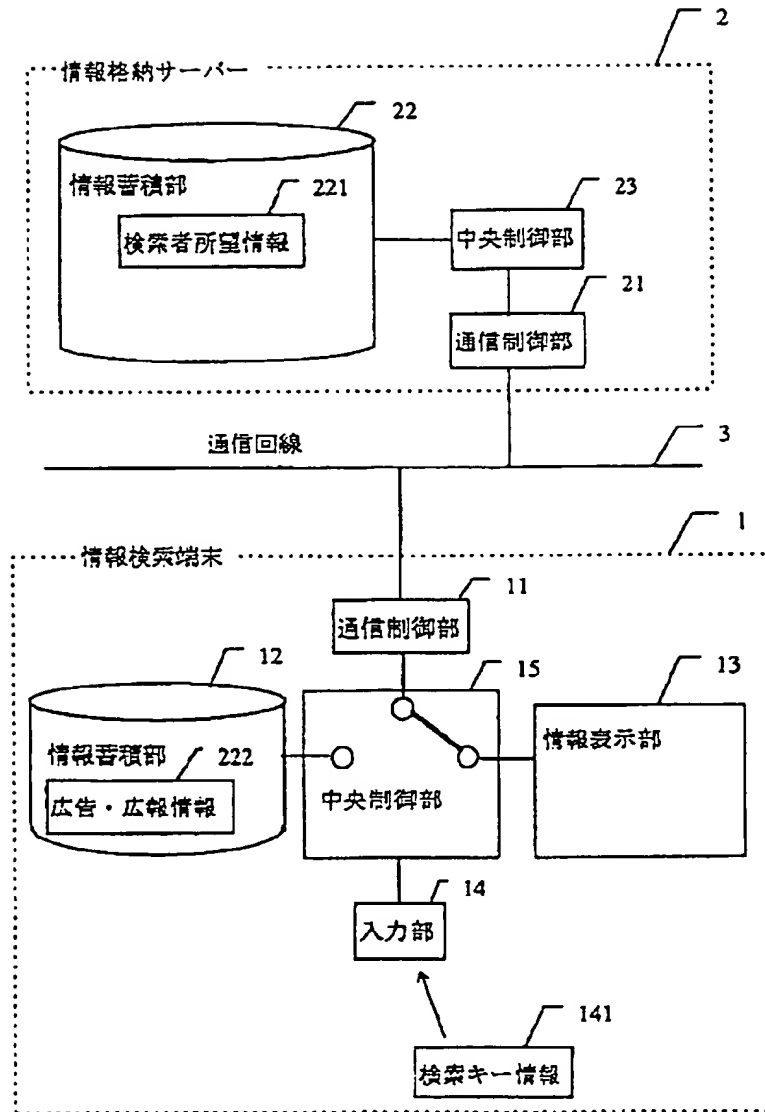 2
情報格納サーバー
22
情報蓄積部
221
検索者所望情報
23
中央制御部
21
通信制御部
通信回線
3
1
情報検索端末
11
通信制御部
12
15
13
情報蓄積部
222
広告・広報情報
中央制御部
情報表示部
14
入力部
141
検索キー情報